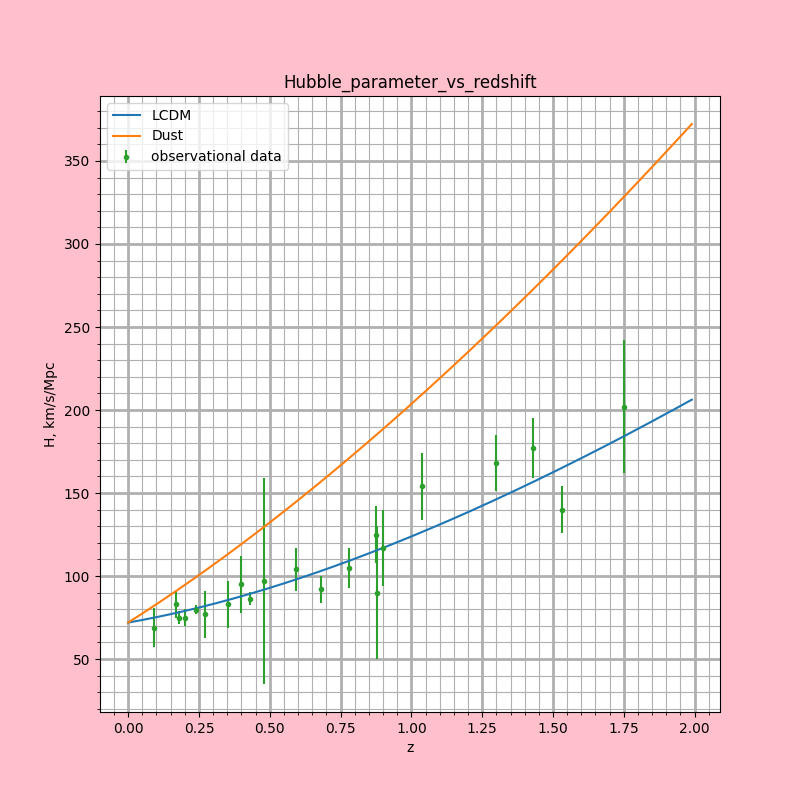 Hubble_parameter_vs_redshift
LCDM
Dust
observational data
H, km/s/Mpc
350
300
250
200
150
100
50
0.00 0.25 0.50 0.75 1.00 1.25 1.50 1.75 2.00
z